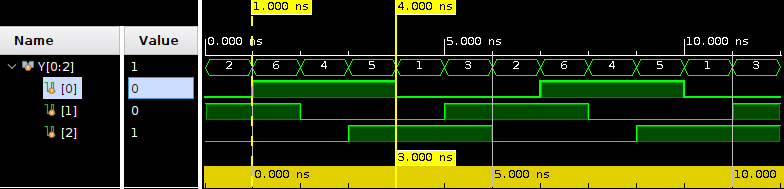 1.000 ns 4.000 ns
Name Value 0.000 ns 5.000 ns 10.000 ns
Y[0:2] 1 2 6 4 5 1 3 2 6 4 5 1 3
[0] 0
[1] 0
[2] 1
3.000 ns
0.000 ns 5.000 ns 10.000